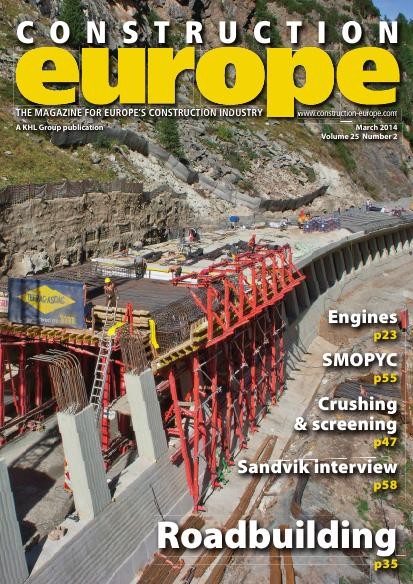 CONSTRUCTION
europe
THE MAGAZINE FOR EUROPE'S CONSTRUCTION INDUSTRY
www.construction-europe.com
A KHL Group publication
March 2014
Volume 25 Number 2
Engines
p23
SMOPYC
p55
Crushing
& screening
p47
Sandvik interview
p58
Roadbuilding
p35